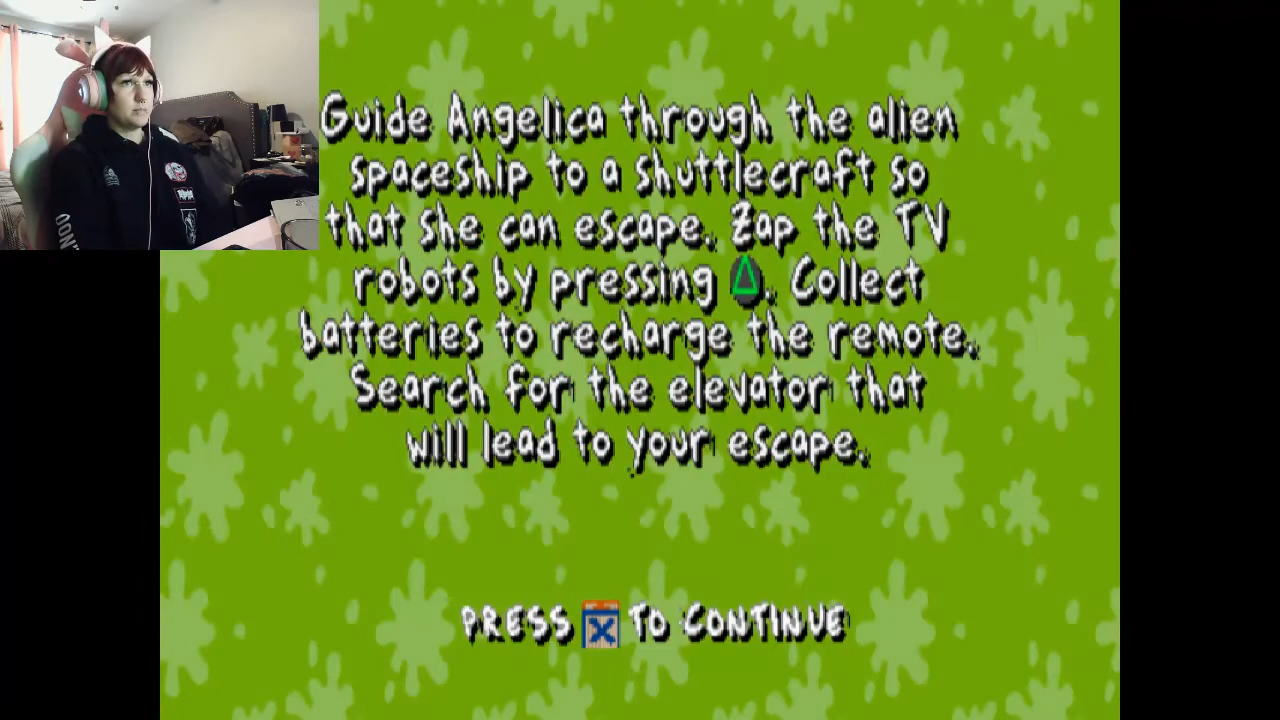 Guide Angelica through the alien
spaceship to a shuttlecraft so
that she can escape. Zap the TV
robots by pressing △. Collect
batteries to recharge the remote.
Search for the elevator that
will lead to your escape.
PRESS X TO CONTINUE
DON'